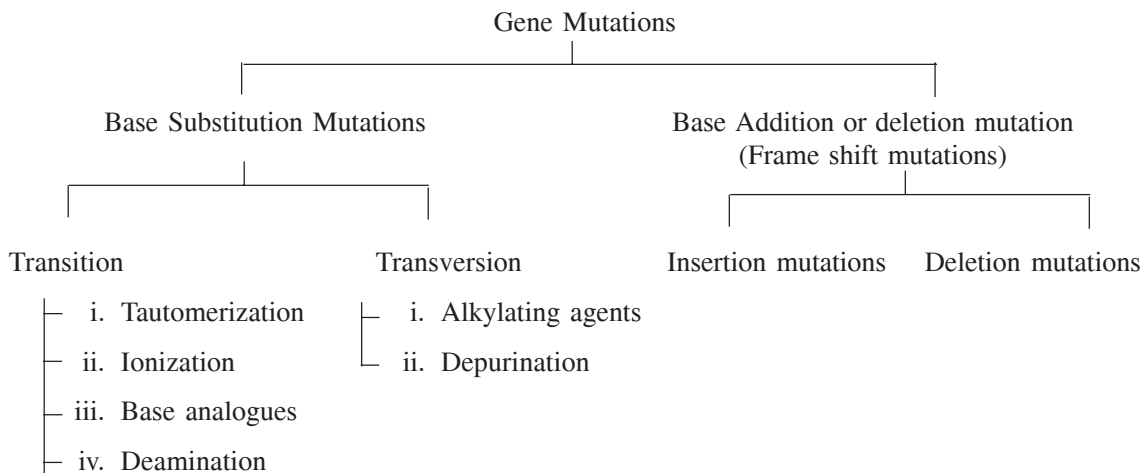 Gene Mutations
Base Substitution Mutations
Base Addition or deletion mutation
(Frame shift mutations)
Transition
Transversion
Insertion mutations
Deletion mutations
i. Tautomerization
ii. Ionization
iii. Base analogues
iv. Deamination
i. Alkylating agents
ii. Depurination